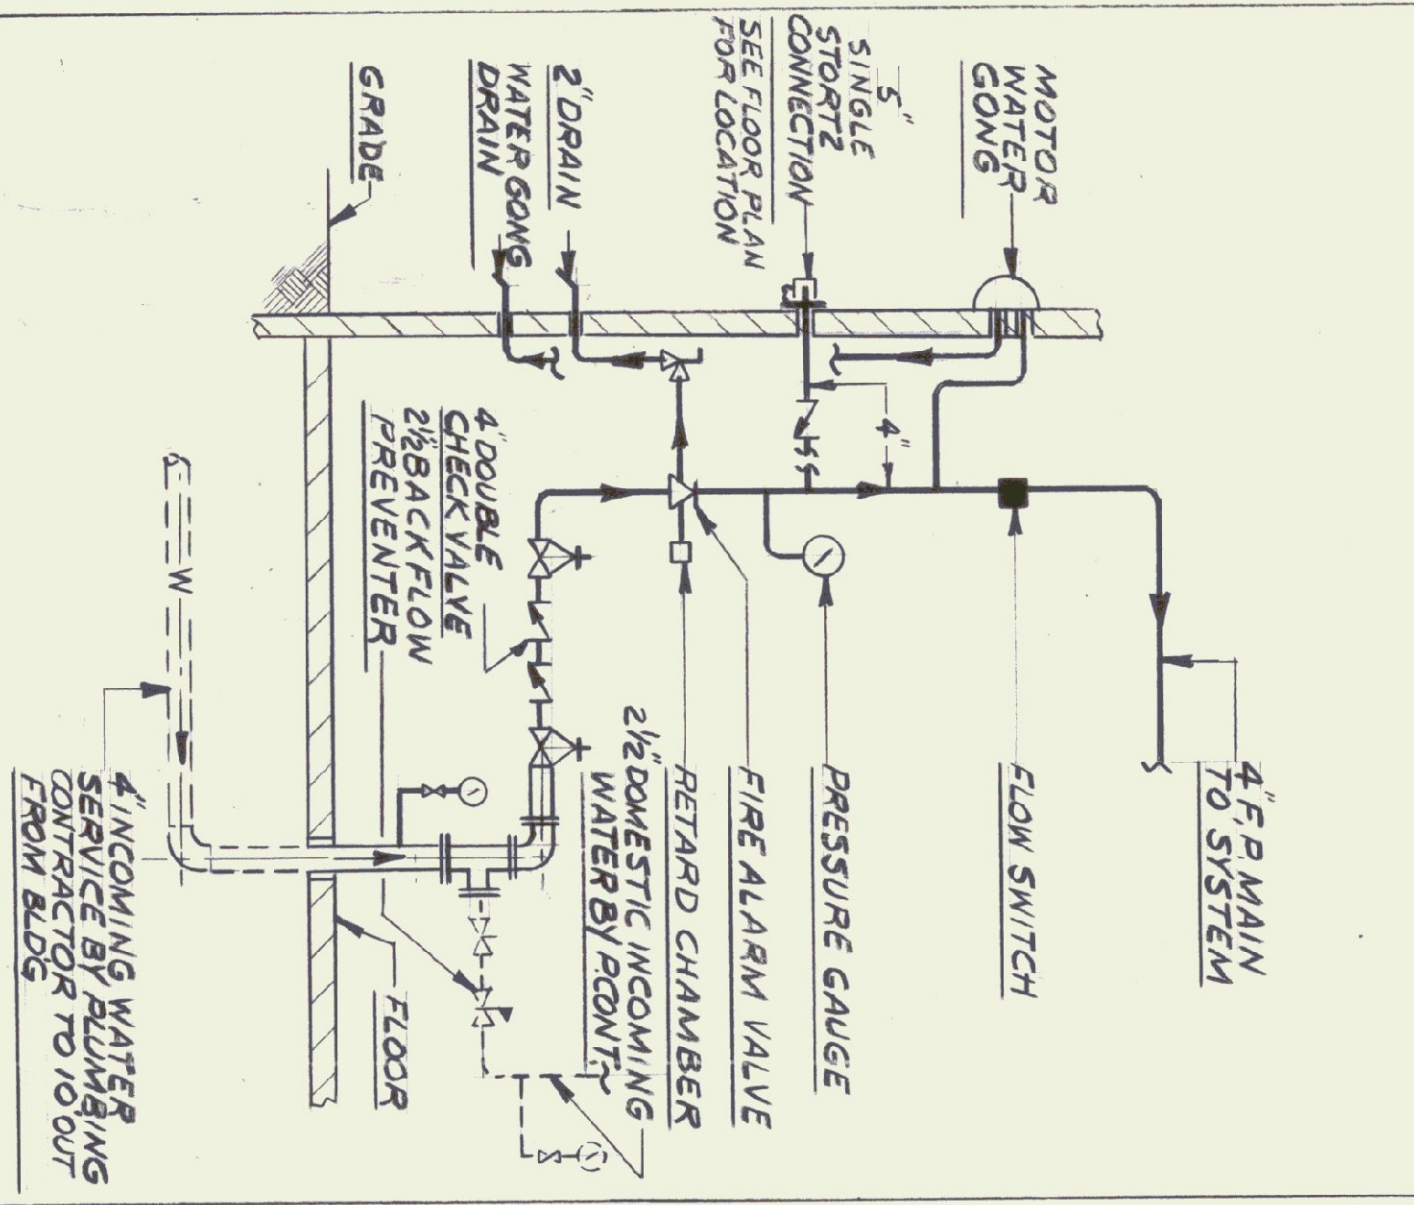 MOTOR
WATER
GONG
5"
SINGLE
STORTZ
CONNECTION
SEE FLOOR PLAN
FOR LOCATION
2" DRAIN
WATER GONG
DRAIN
GRADE
4"
4" F.P. MAIN
TO SYSTEM
FLOW SWITCH
PRESSURE GAUGE
FIRE ALARM VALVE
RETARD CHAMBER
2½" DOMESTIC INCOMING
WATER BY P.CONT.
4" DOUBLE
CHECK VALVE
2½ BACKFLOW
PREVENTER
FLOOR
W
4" INCOMING WATER
SERVICE BY PLUMBING
CONTRACTOR TO 10' OUT
FROM BLDG